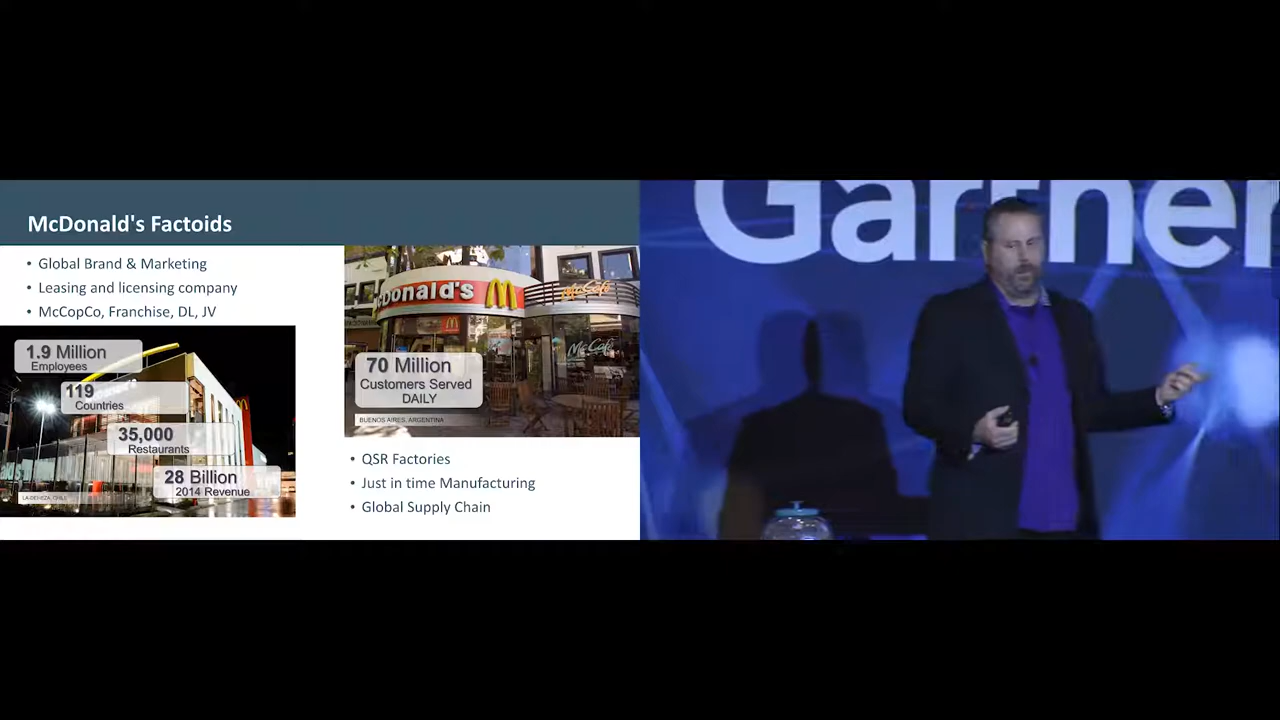 McDonald's Factoids
• Global Brand & Marketing
• Leasing and licensing company
• McCopCo, Franchise, DL, JV
1.9 Million
Employees
119
Countries
35,000
Restaurants
28 Billion
2014 Revenue
McDonald's
McCafé
McCafé
70 Million
Customers Served
DAILY
BUENOS AIRES, ARGENTINA
• QSR Factories
• Just in time Manufacturing
• Global Supply Chain
Gartner